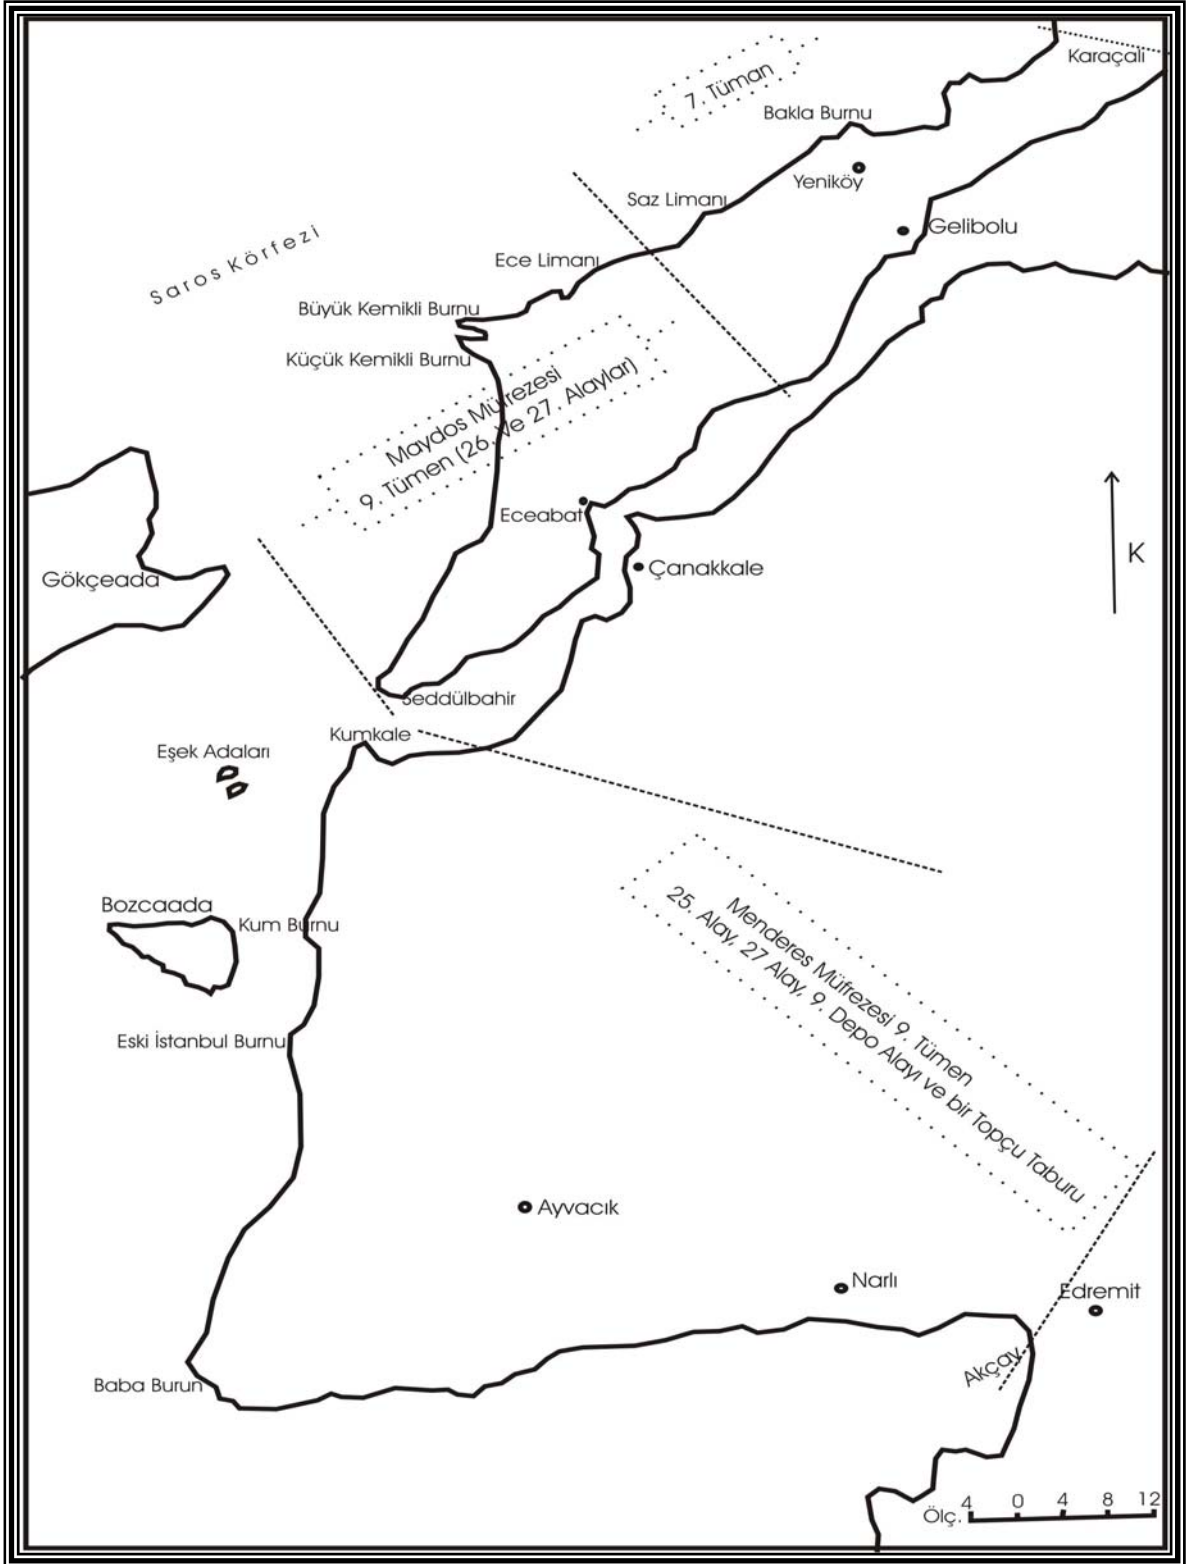 Karaçalı
7. Tüman
Bakla Burnu
Yeniköy
Saz Limanı
Gelibolu
Saros Körfezi
Ece Limanı
Büyük Kemikli Burnu
Küçük Kemikli Burnu
Maydos Müfrezesi
9. Tümen (26. Ve 27. Alaylar)
Eceabat
Çanakkale
K
Gökçeada
Seddülbahir
Kumkale
Eşek Adaları
Bozcaada
Kum Burnu
Menderes Müfrezesi 9. Tümen
25. Alay, 27 Alay, 9. Depo Alayı ve bir Topçu Taburu
Eski İstanbul Burnu
Ayvacık
Narlı
Edremit
Akçay
Baba Burun
Ölç. 4 0 4 8 12